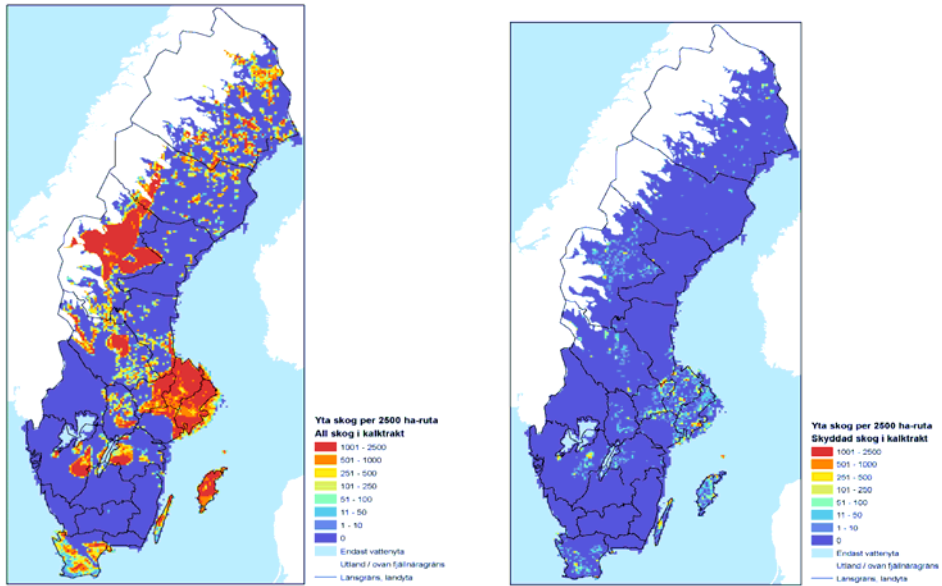 Yta skog per 2500 ha-ruta
All skog i kalktrakt
1001 - 2500
501 - 1000
251 - 500
101 - 250
51 - 100
11 - 50
1 - 10
0
Endast vattenyta
Utland / ovan fjällnäragräns
Länsgräns, landyta
Yta skog per 2500 ha-ruta
Skyddad skog i kalktrakt
1001 - 2500
501 - 1000
251 - 500
101 - 250
51 - 100
11 - 50
1 - 10
0
Endast vattenyta
Utland / ovan fjällnäragräns
Länsgräns, landyta